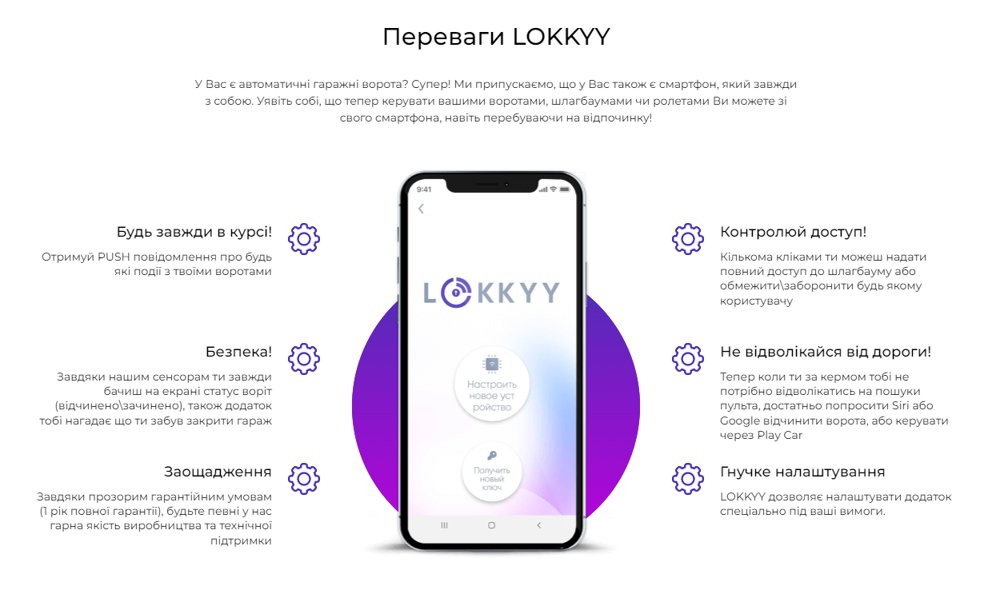 Переваги LOKKYY
У Вас є автоматичні гаражні ворота? Супер! Ми припускаємо, що у Вас також є смартфон, який завжди
з собою. Уявіть собі, що тепер керувати вашими воротами, шлагбаумами чи ролетами Ви можете зі
свого смартфона, навіть перебуваючи на відпочинку!
Будь завжди в курсі!
Отримуй PUSH повідомлення про будь
які події з твоїми воротами
Безпека!
Завдяки нашим сенсорам ти завжди
бачиш на екрані статус воріт
(відчинено\зачинено), також додаток
тобі нагадає що ти забув закрити гараж
Заощадження
Завдяки прозорим гарантійним умовам
(1 рік повної гарантії), будьте певні у нас
гарна якість виробництва та технічної
підтримки
9:41
LOKKYY
Настроить
новое уст
ройство
Получить
новый
ключ
Контролюй доступ!
Кількома кліками ти можеш надати
повний доступ до шлагбауму або
обмежити\заборонити будь якому
користувачу
Не відволікайся від дороги!
Тепер коли ти за кермом тобі не
потрібно відволікатись на пошуки
пульта, достатньо попросити Siri або
Google відчинити ворота, або керувати
через Play Car
Гнучке налаштування
LOKKYY дозволяє налаштувати додаток
спеціально під ваші вимоги.